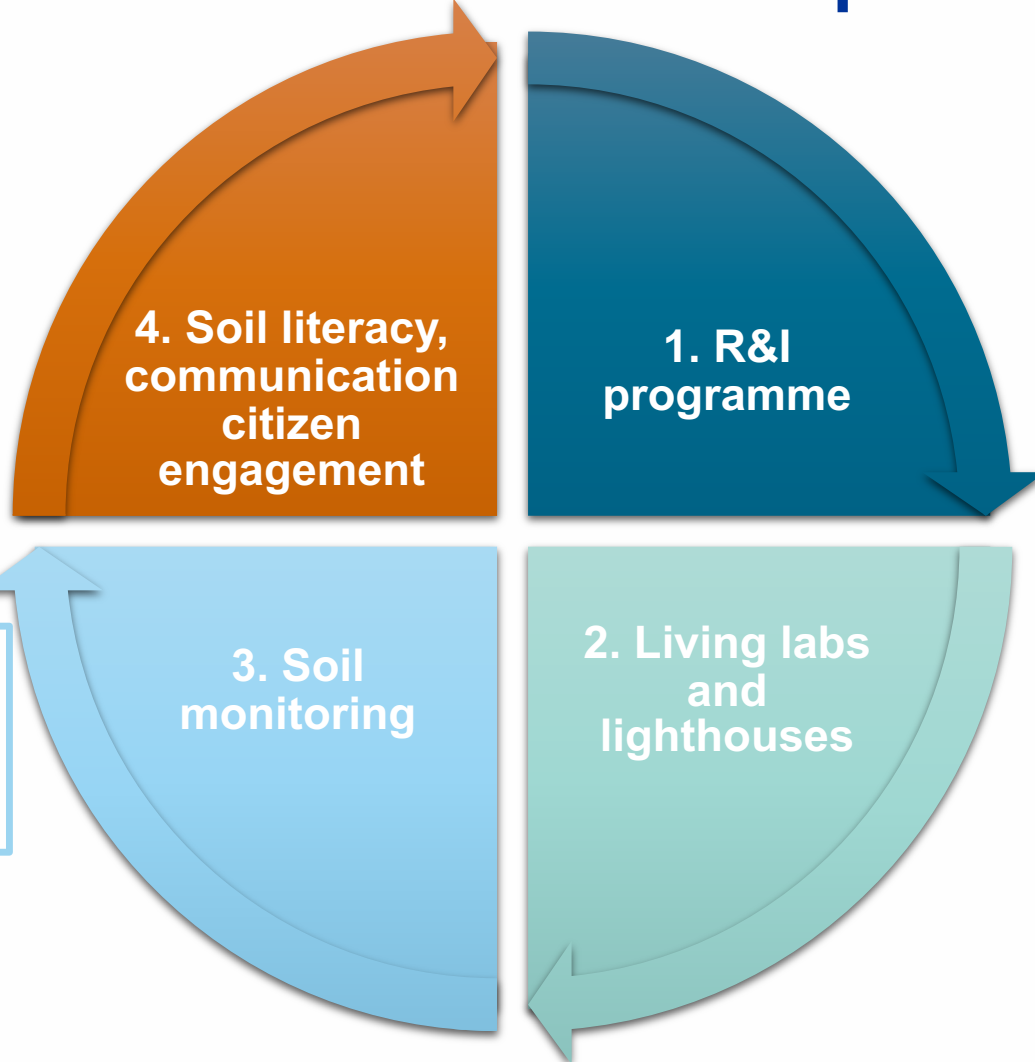 1. R&I
programme
2. Living labs
and
lighthouses
3. Soil
monitoring
4. Soil literacy,
communication
citizen
engagement